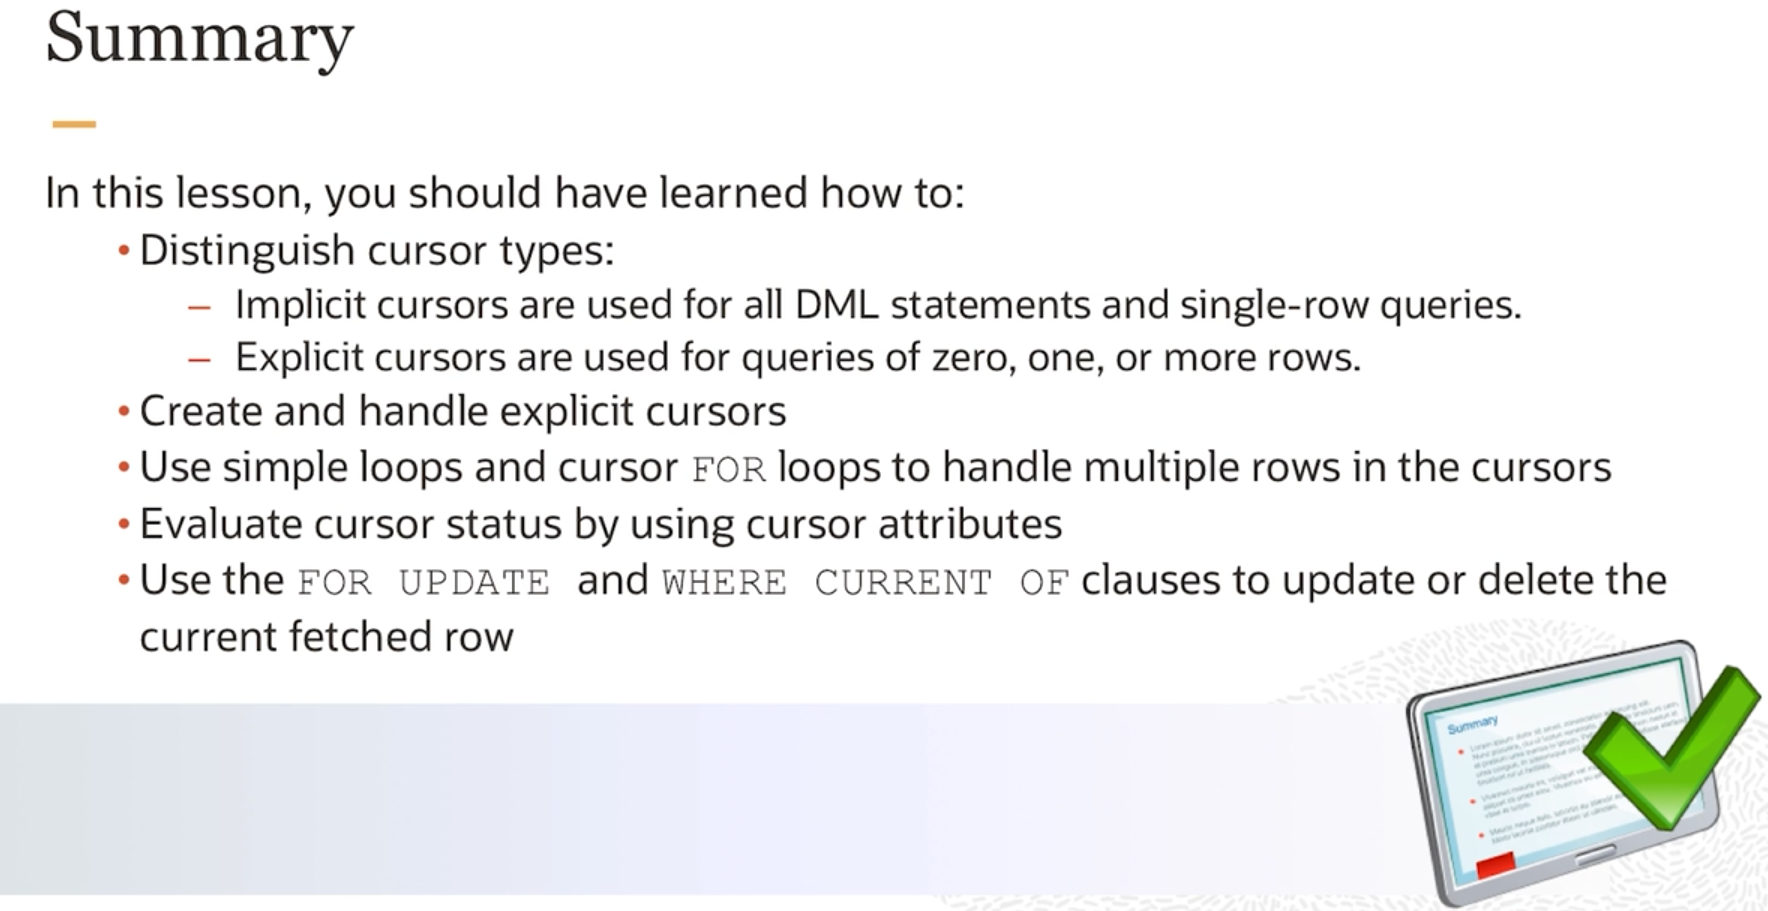 Summary
In this lesson, you should have learned how to:
• Distinguish cursor types:
– Implicit cursors are used for all DML statements and single-row queries.
– Explicit cursors are used for queries of zero, one, or more rows.
• Create and handle explicit cursors
• Use simple loops and cursor FOR loops to handle multiple rows in the cursors
• Evaluate cursor status by using cursor attributes
• Use the FOR UPDATE and WHERE CURRENT OF clauses to update or delete the
current fetched row
Summary